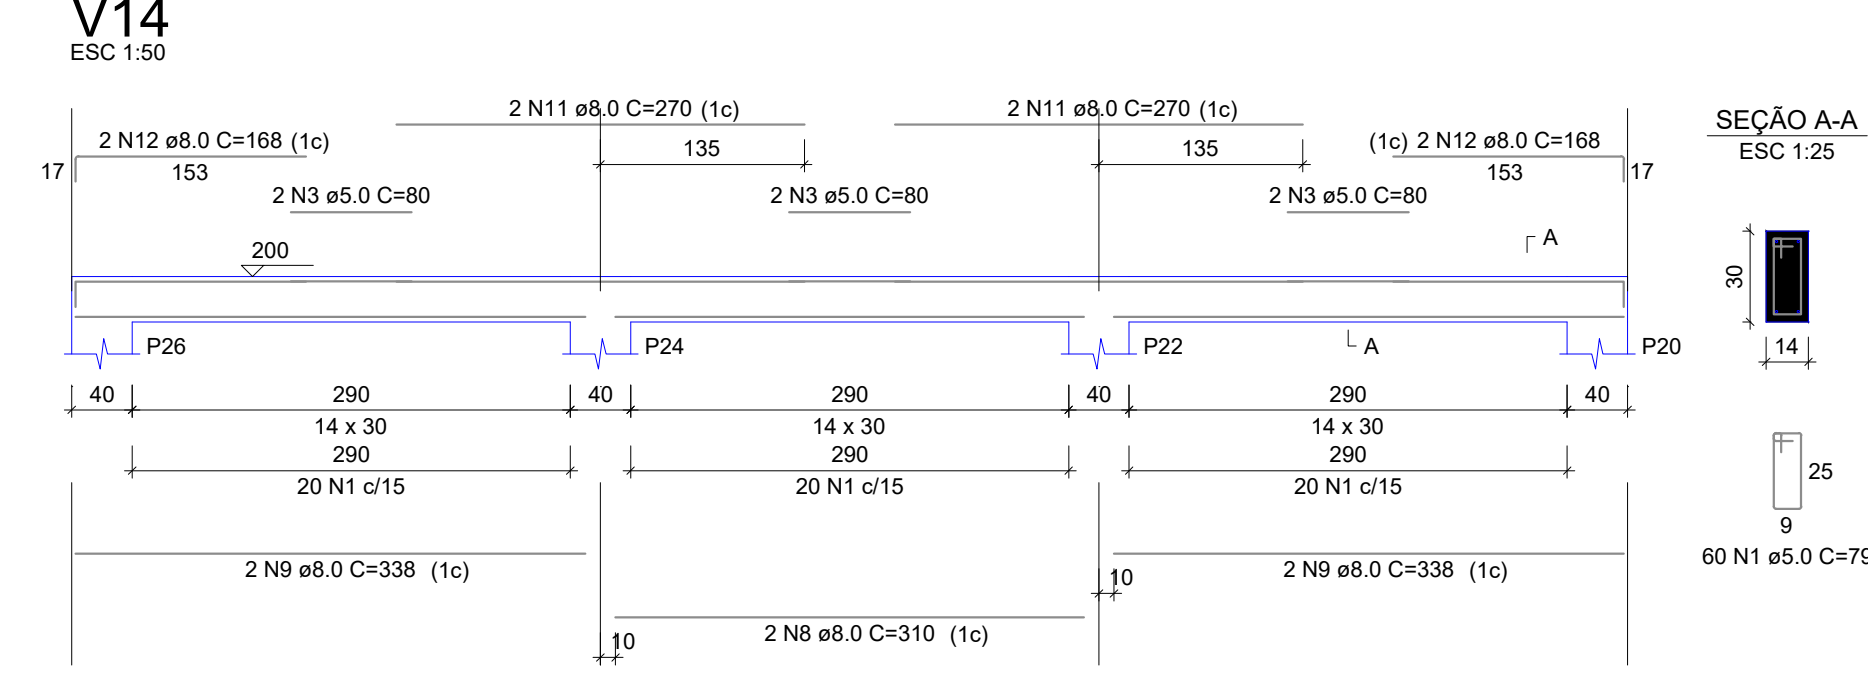 V14
ESC 1:50
2 N11 ø8.0 C=270 (1c)
2 N11 ø8.0 C=270 (1c)
2 N12 ø8.0 C=168 (1c)
135
135
(1c) 2 N12 ø8.0 C=168
17
153
153
17
2 N3 ø5.0 C=80
2 N3 ø5.0 C=80
2 N3 ø5.0 C=80
A
200
P26
P24
P22
A
P20
40
290
40
290
40
290
40
14 x 30
14 x 30
14 x 30
290
290
290
20 N1 c/15
20 N1 c/15
20 N1 c/15
2 N9 ø8.0 C=338 (1c)
10
2 N9 ø8.0 C=338 (1c)
10
2 N8 ø8.0 C=310 (1c)
SEÇÃO A-A
ESC 1:25
30
14
25
9
60 N1 ø5.0 C=79